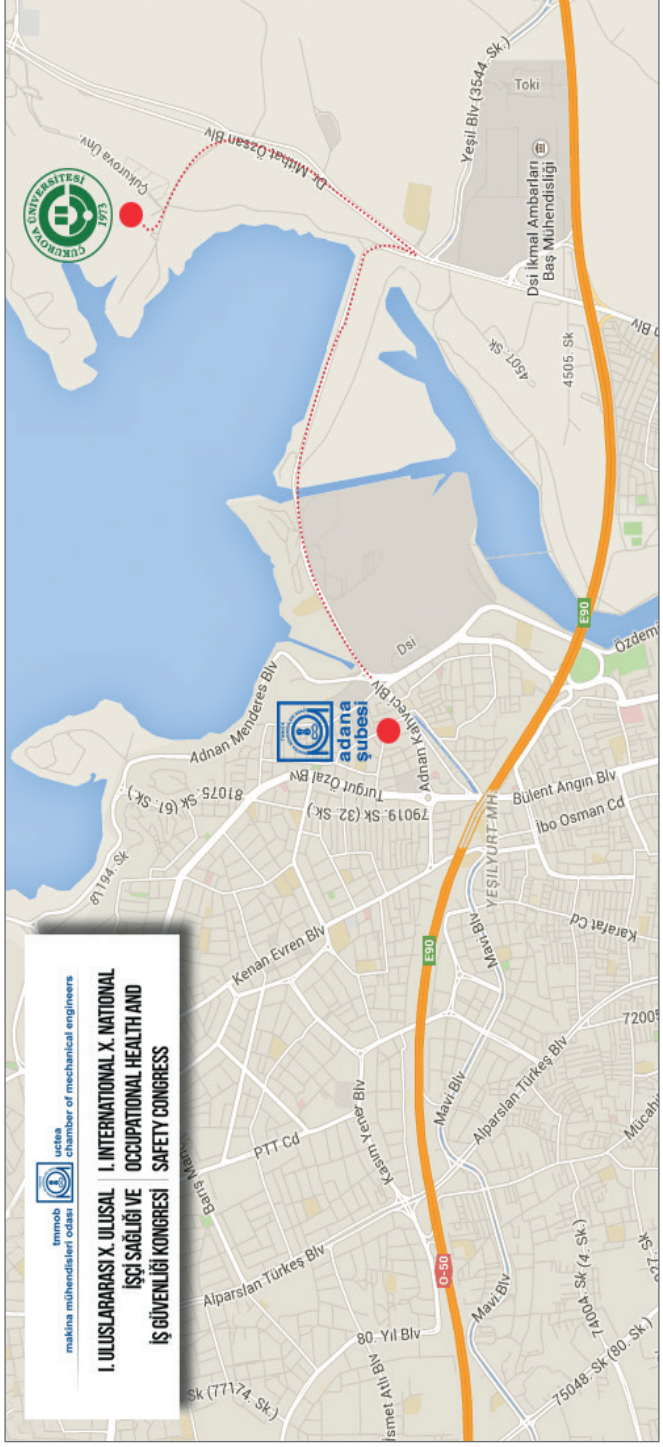 tmmob
makina mühendisleri odası
uctea
chamber of mechanical engineers
I. ULUSLARARASI X. ULUSAL
İŞÇİ SAĞLIĞI VE
İŞ GÜVENLİĞİ KONGRESİ
I. INTERNATIONAL X. NATIONAL
OCCUPATIONAL HEALTH AND
SAFETY CONGRESS
ÇUKUROVA ÜNİVERSİTESİ
1973
Çukurova Ünv.
Dr. Mithat Özsan Blv
Yeşil Blv (3544. Sk.)
Toki
Dsi İkmal Ambarları
Baş Mühendisliği
4507. Sk
4505. Sk
E90
Dsi
Adnan Menderes Blv
adana
şubesi
Adnan Kahveci Blv
Turgut Özal Blv
81075. Sk (61. Sk.)
79019. Sk (32. Sk.)
81194. Sk
Bülent Angın Blv
İbo Osman Cd
YEŞİLYURT MH.
Karafat Cd
Kenan Evren Blv
E90
Mavi Blv
Mavi Blv
Alparslan Türkeş Blv
Kasım Yener Blv
PTT Cd
Alparslan Türkeş Blv
O-50
Mavi Blv
80. Yıl Blv
İsmet Atlı Blv
Sk (77174. Sk.)
7400A. Sk (4. Sk.)
75048. Sk (80. Sk.)